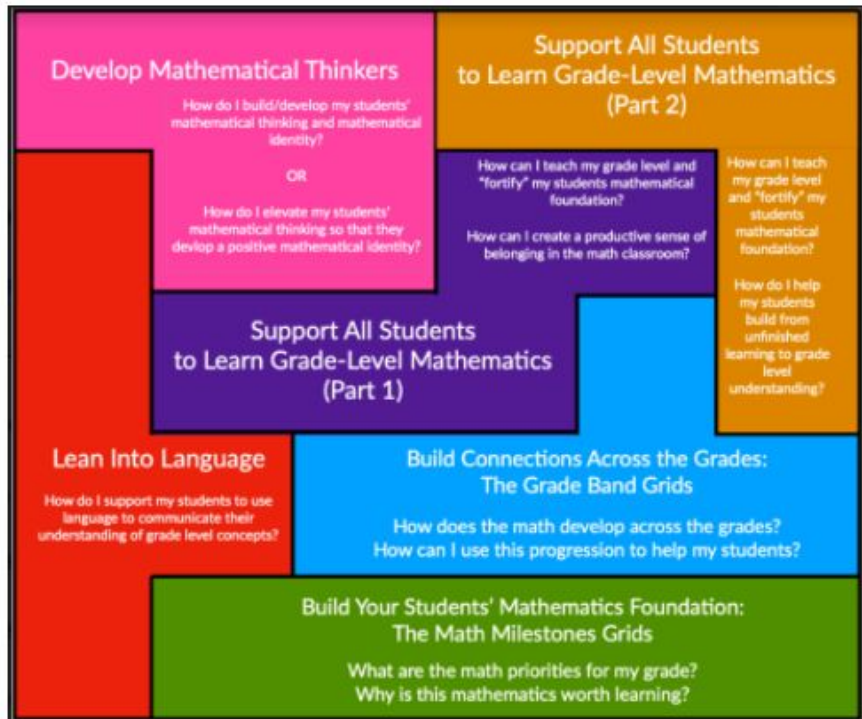 Develop Mathematical Thinkers
How do I build/develop my students'
mathematical thinking and mathematical
identity?
OR
How do I elevate my students'
mathematical thinking so that they
devlop a positive mathematical identity?
Support All Students
to Learn Grade-Level Mathematics
(Part 2)
How can I teach
my grade level
and "fortify" my
students
mathematical
foundation?
How do I help
my students
build from
unfinished
learning to grade
level
understanding?
How can I teach my grade level and
"fortify" my students mathematical
foundation?
How can I create a productive sense of
belonging in the math classroom?
Support All Students
to Learn Grade-Level Mathematics
(Part 1)
Lean Into Language
How do I support my students to use
language to communicate their
understanding of grade level concepts?
Build Connections Across the Grades:
The Grade Band Grids
How does the math develop across the grades?
How can I use this progression to help my students?
Build Your Students' Mathematics Foundation:
The Math Milestones Grids
What are the math priorities for my grade?
Why is this mathematics worth learning?